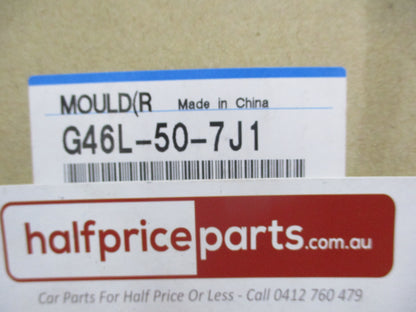 MOULD(R Made in China
G46L-50-7J1
halfpriceparts.com.au
Car Parts For Half Price Or Less - Call 0412 760 479